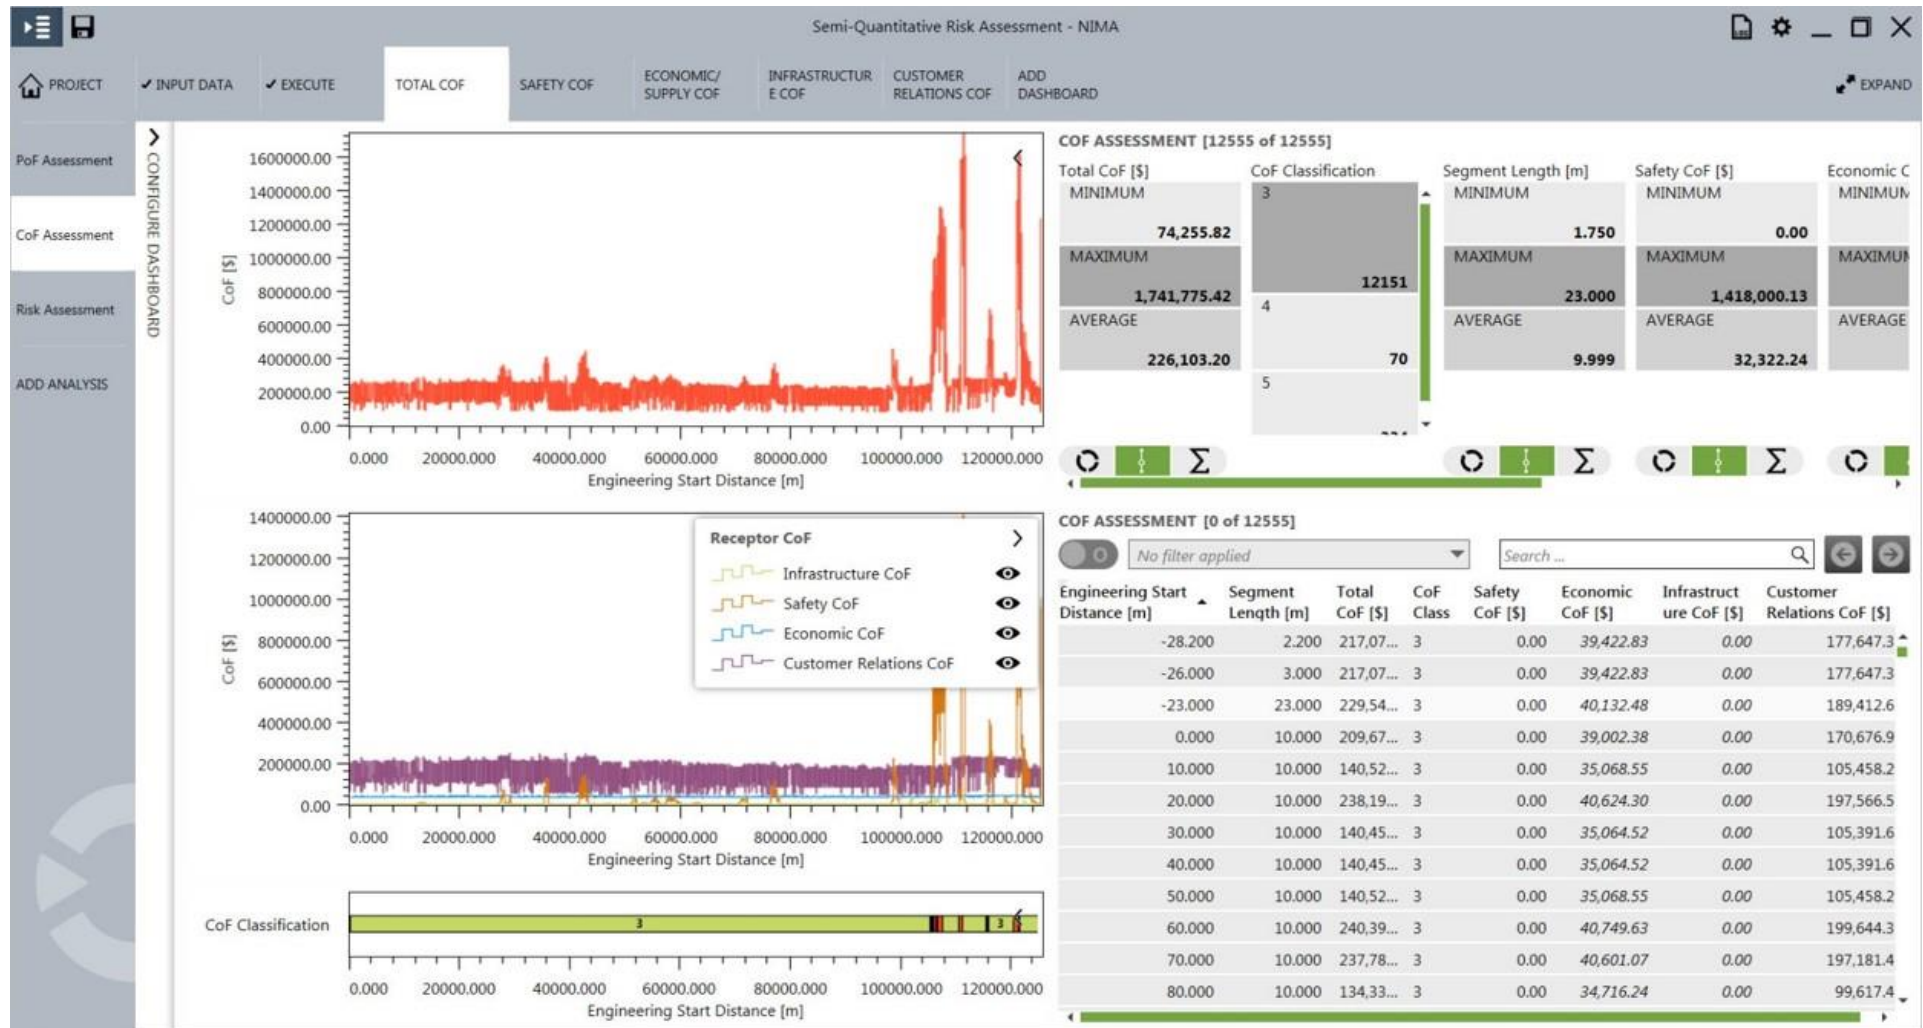 Semi-Quantitative Risk Assessment - NIMA
LOG
PROJECT
INPUT DATA
EXECUTE
TOTAL COF
SAFETY COF
ECONOMIC/
SUPPLY COF
INFRASTRUCTUR
E COF
CUSTOMER
RELATIONS COF
ADD
DASHBOARD
EXPAND
PoF Assessment
CoF Assessment
Risk Assessment
ADD ANALYSIS
CONFIGURE DASHBOARD
CoF [$]
1600000.00
1400000.00
1200000.00
1000000.00
800000.00
600000.00
400000.00
200000.00
0.00
0.000 20000.000 40000.000 60000.000 80000.000 100000.000 120000.000
Engineering Start Distance [m]
CoF [$]
1400000.00
1200000.00
1000000.00
800000.00
600000.00
400000.00
200000.00
0.00
Receptor CoF
Infrastructure CoF
Safety CoF
Economic CoF
Customer Relations CoF
0.000 20000.000 40000.000 60000.000 80000.000 100000.000 120000.000
Engineering Start Distance [m]
CoF Classification
3 3
0.000 20000.000 40000.000 60000.000 80000.000 100000.000 120000.000
Engineering Start Distance [m]
COF ASSESSMENT [12555 of 12555]
Total CoF [$]
MINIMUM
74,255.82
MAXIMUM
1,741,775.42
AVERAGE
226,103.20
CoF Classification
3
12151
4
70
5
Segment Length [m]
MINIMUM
1.750
MAXIMUM
23.000
AVERAGE
9.999
Safety CoF [$]
MINIMUM
0.00
MAXIMUM
1,418,000.13
AVERAGE
32,322.24
Economic C
MINIMUM
MAXIMUM
AVERAGE
Σ Σ Σ
COF ASSESSMENT [0 of 12555]
No filter applied
Search ...
Engineering Start Distance [m] Segment Length [m] Total CoF [$] CoF Class Safety CoF [$] Economic CoF [$] Infrastruct ure CoF [$] Customer Relations CoF [$]
-28.200 2.200 217,07... 3 0.00 39,422.83 0.00 177,647.3
-26.000 3.000 217,07... 3 0.00 39,422.83 0.00 177,647.3
-23.000 23.000 229,54... 3 0.00 40,132.48 0.00 189,412.6
0.000 10.000 209,67... 3 0.00 39,002.38 0.00 170,676.9
10.000 10.000 140,52... 3 0.00 35,068.55 0.00 105,458.2
20.000 10.000 238,19... 3 0.00 40,624.30 0.00 197,566.5
30.000 10.000 140,45... 3 0.00 35,064.52 0.00 105,391.6
40.000 10.000 140,45... 3 0.00 35,064.52 0.00 105,391.6
50.000 10.000 140,52... 3 0.00 35,068.55 0.00 105,458.2
60.000 10.000 240,39... 3 0.00 40,749.63 0.00 199,644.3
70.000 10.000 237,78... 3 0.00 40,601.07 0.00 197,181.4
80.000 10.000 134,33... 3 0.00 34,716.24 0.00 99,617.4